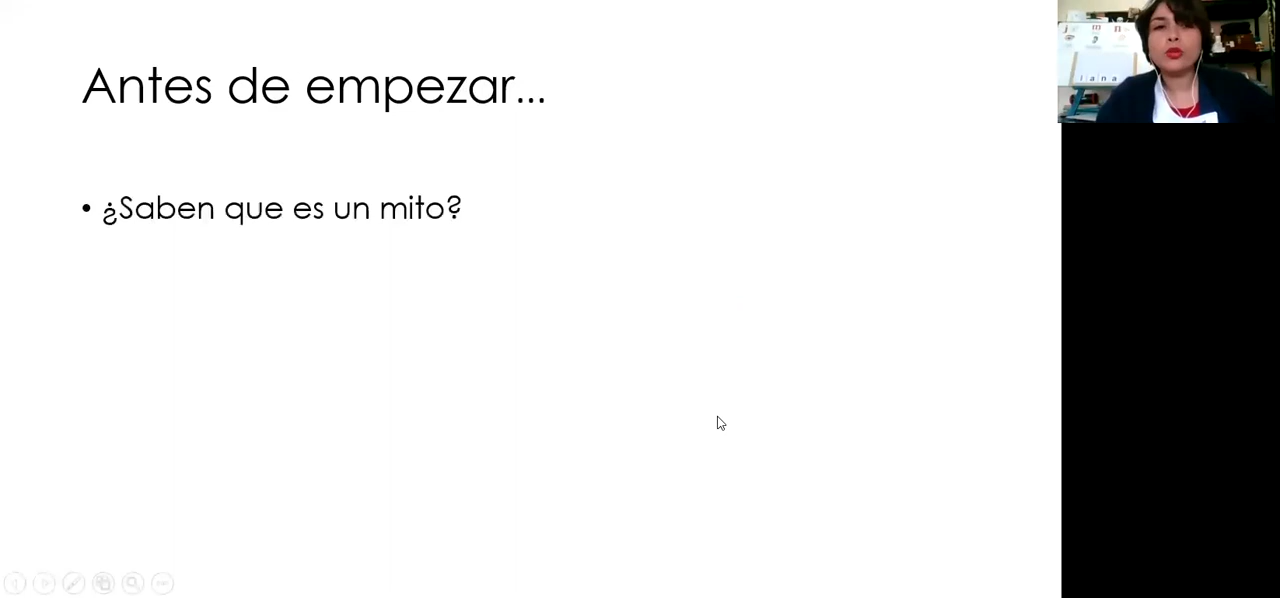 Antes de empezar...
• ¿Saben que es un mito?
j m n
j a n a